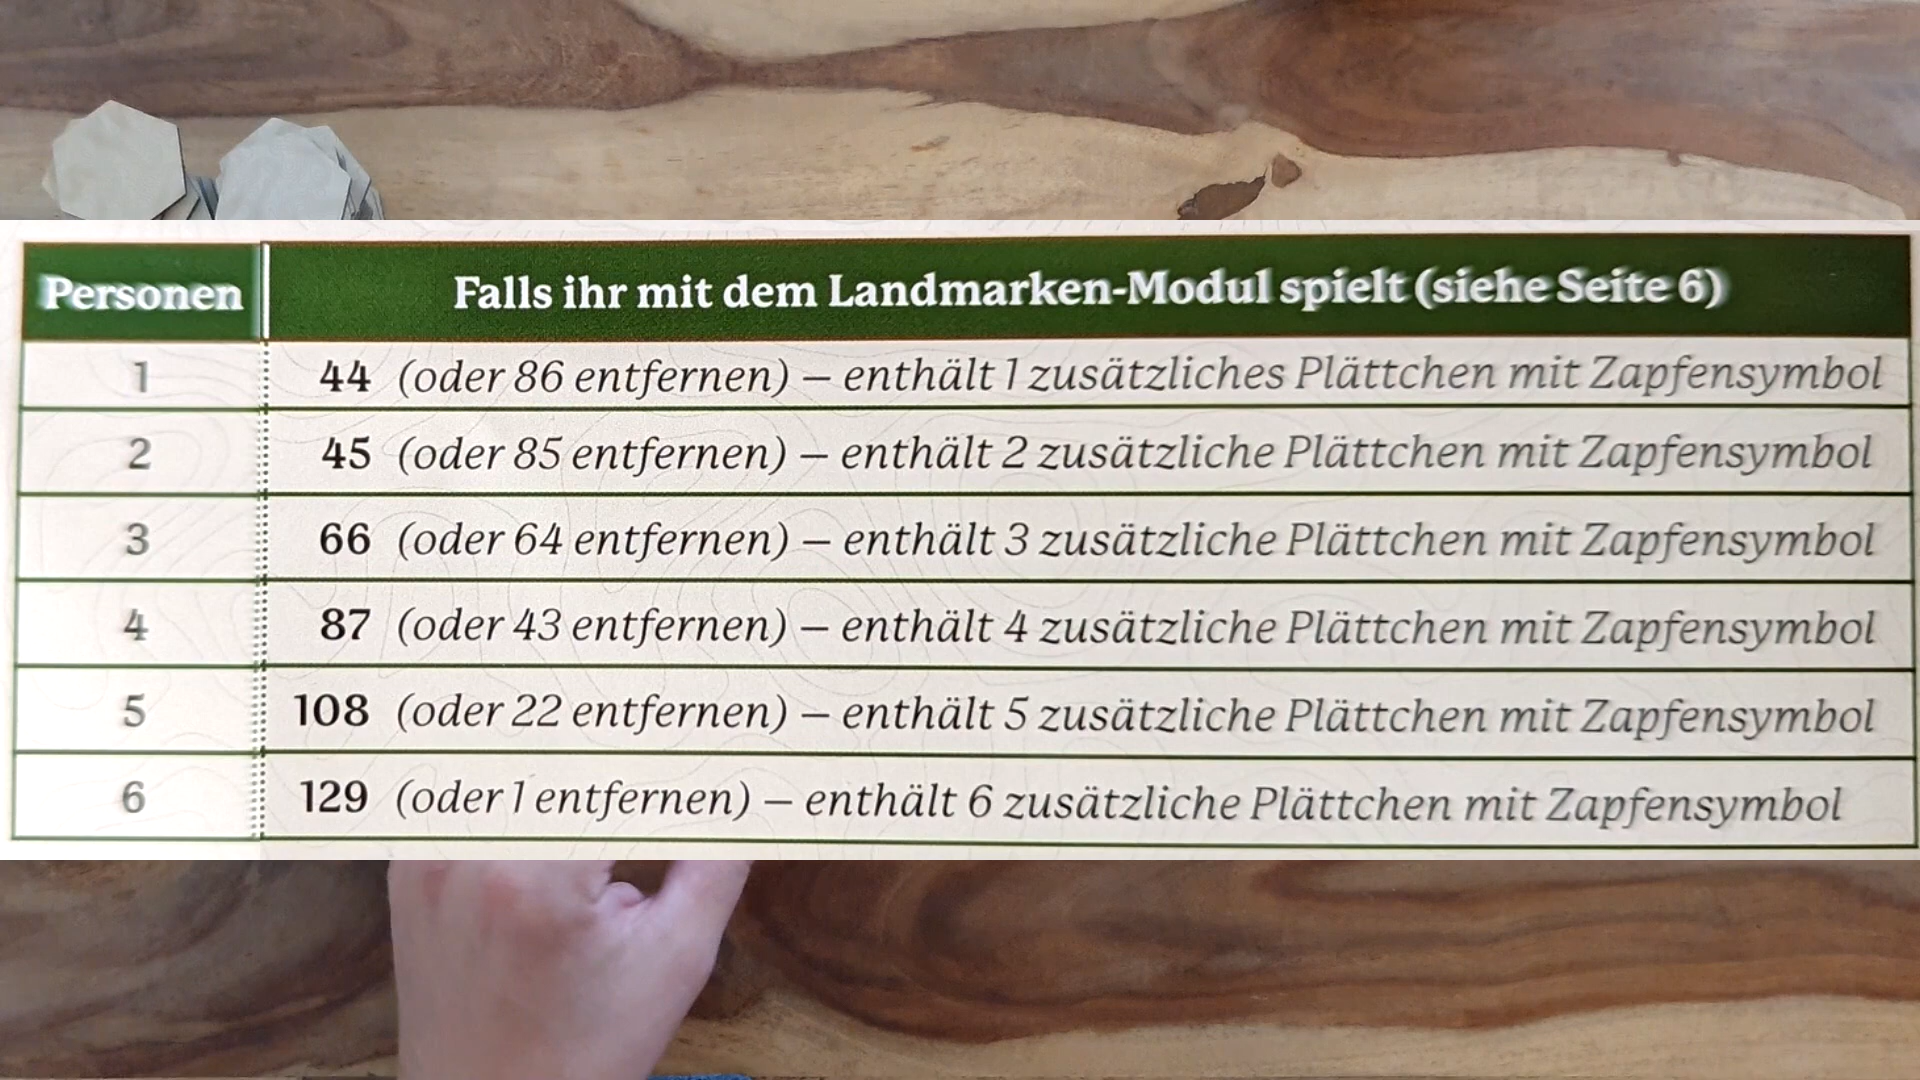 Personen Falls ihr mit dem Landmarken-Modul spielt (siehe Seite 6)
1 44 (oder 86 entfernen) – enthält 1 zusätzliches Plättchen mit Zapfensymbol
2 45 (oder 85 entfernen) – enthält 2 zusätzliche Plättchen mit Zapfensymbol
3 66 (oder 64 entfernen) – enthält 3 zusätzliche Plättchen mit Zapfensymbol
4 87 (oder 43 entfernen) – enthält 4 zusätzliche Plättchen mit Zapfensymbol
5 108 (oder 22 entfernen) – enthält 5 zusätzliche Plättchen mit Zapfensymbol
6 129 (oder 1 entfernen) – enthält 6 zusätzliche Plättchen mit Zapfensymbol